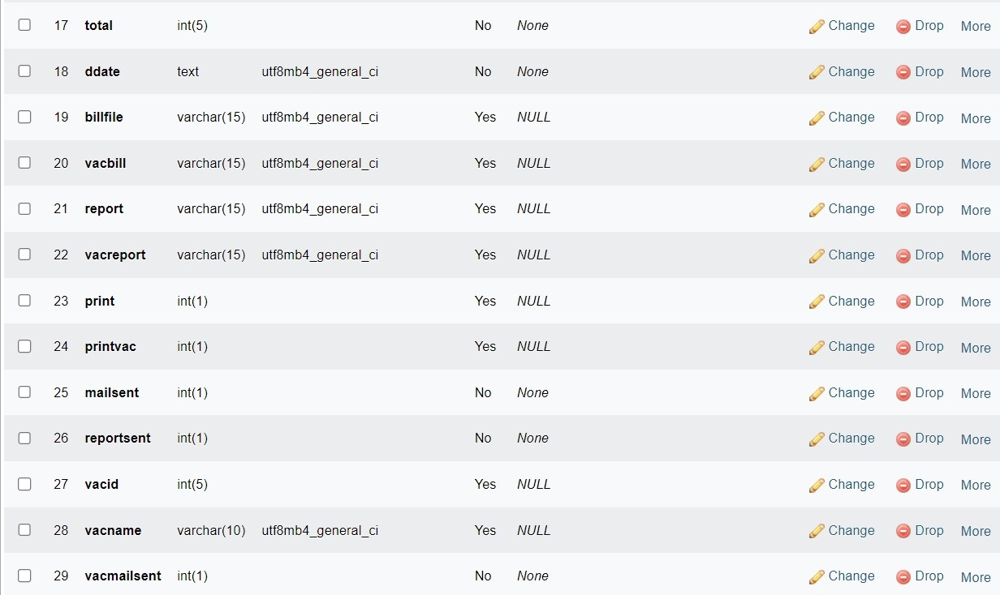 17 total int(5) No None Change Drop More
18 ddate text utf8mb4_general_ci No None Change Drop More
19 billfile varchar(15) utf8mb4_general_ci Yes NULL Change Drop More
20 vacbill varchar(15) utf8mb4_general_ci Yes NULL Change Drop More
21 report varchar(15) utf8mb4_general_ci Yes NULL Change Drop More
22 vacreport varchar(15) utf8mb4_general_ci Yes NULL Change Drop More
23 print int(1) Yes NULL Change Drop More
24 printvac int(1) Yes NULL Change Drop More
25 mailsent int(1) No None Change Drop More
26 reportsent int(1) No None Change Drop More
27 vacid int(5) Yes NULL Change Drop More
28 vacname varchar(10) utf8mb4_general_ci Yes NULL Change Drop More
29 vacmailsent int(1) No None Change Drop More